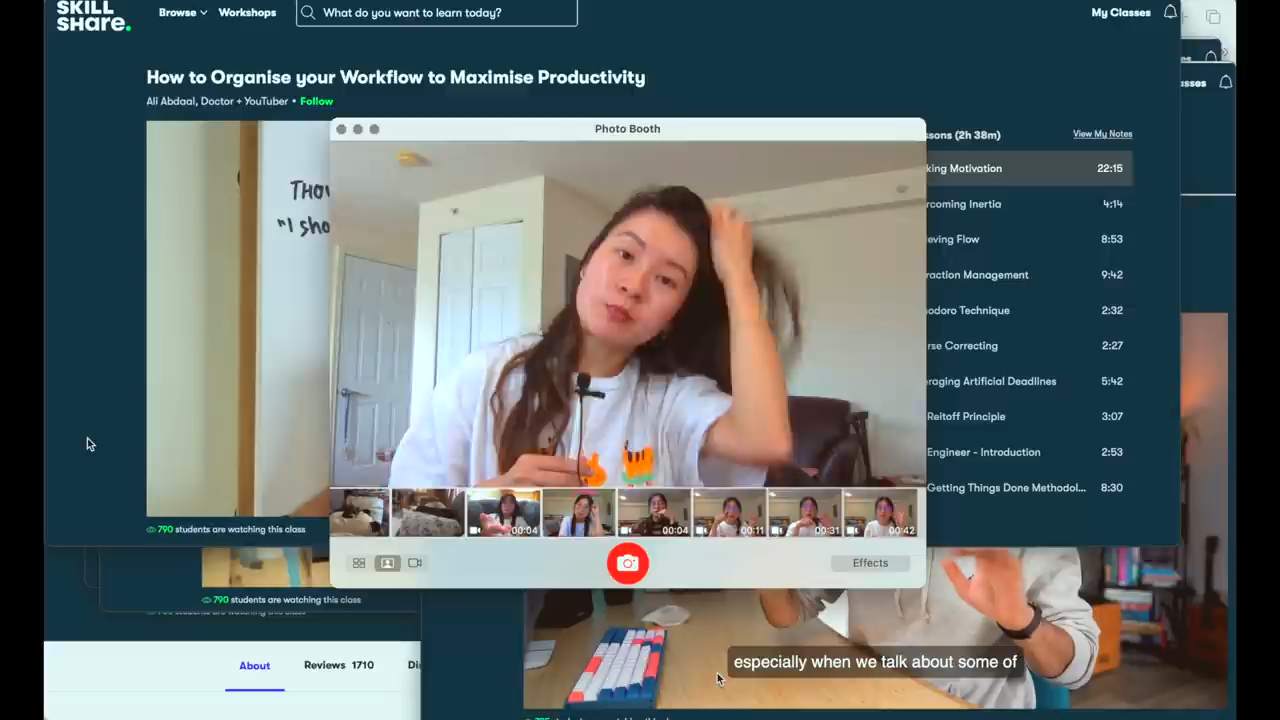 SKILL
SHARE.
Browse
Workshops
What do you want to learn today?
My Classes
How to Organise your Workflow to Maximise Productivity
Ali Abdaal, Doctor + YouTuber • Follow
Photo Booth
ssons (2h 38m)
View My Notes
king Motivation 22:15
rcoming Inertia 4:14
eving Flow 8:53
raction Management 9:42
odoro Technique 2:32
rse Correcting 2:27
raging Artificial Deadlines 5:42
Reitoff Principle 3:07
Engineer - Introduction 2:53
Getting Things Done Methodol... 8:30
sses
THOU
"I sho
00:04
00:04
00:11
00:31
00:42
Effects
790 students are watching this class
790 students are watching this class
About
Reviews 1710
Di
especially when we talk about some of